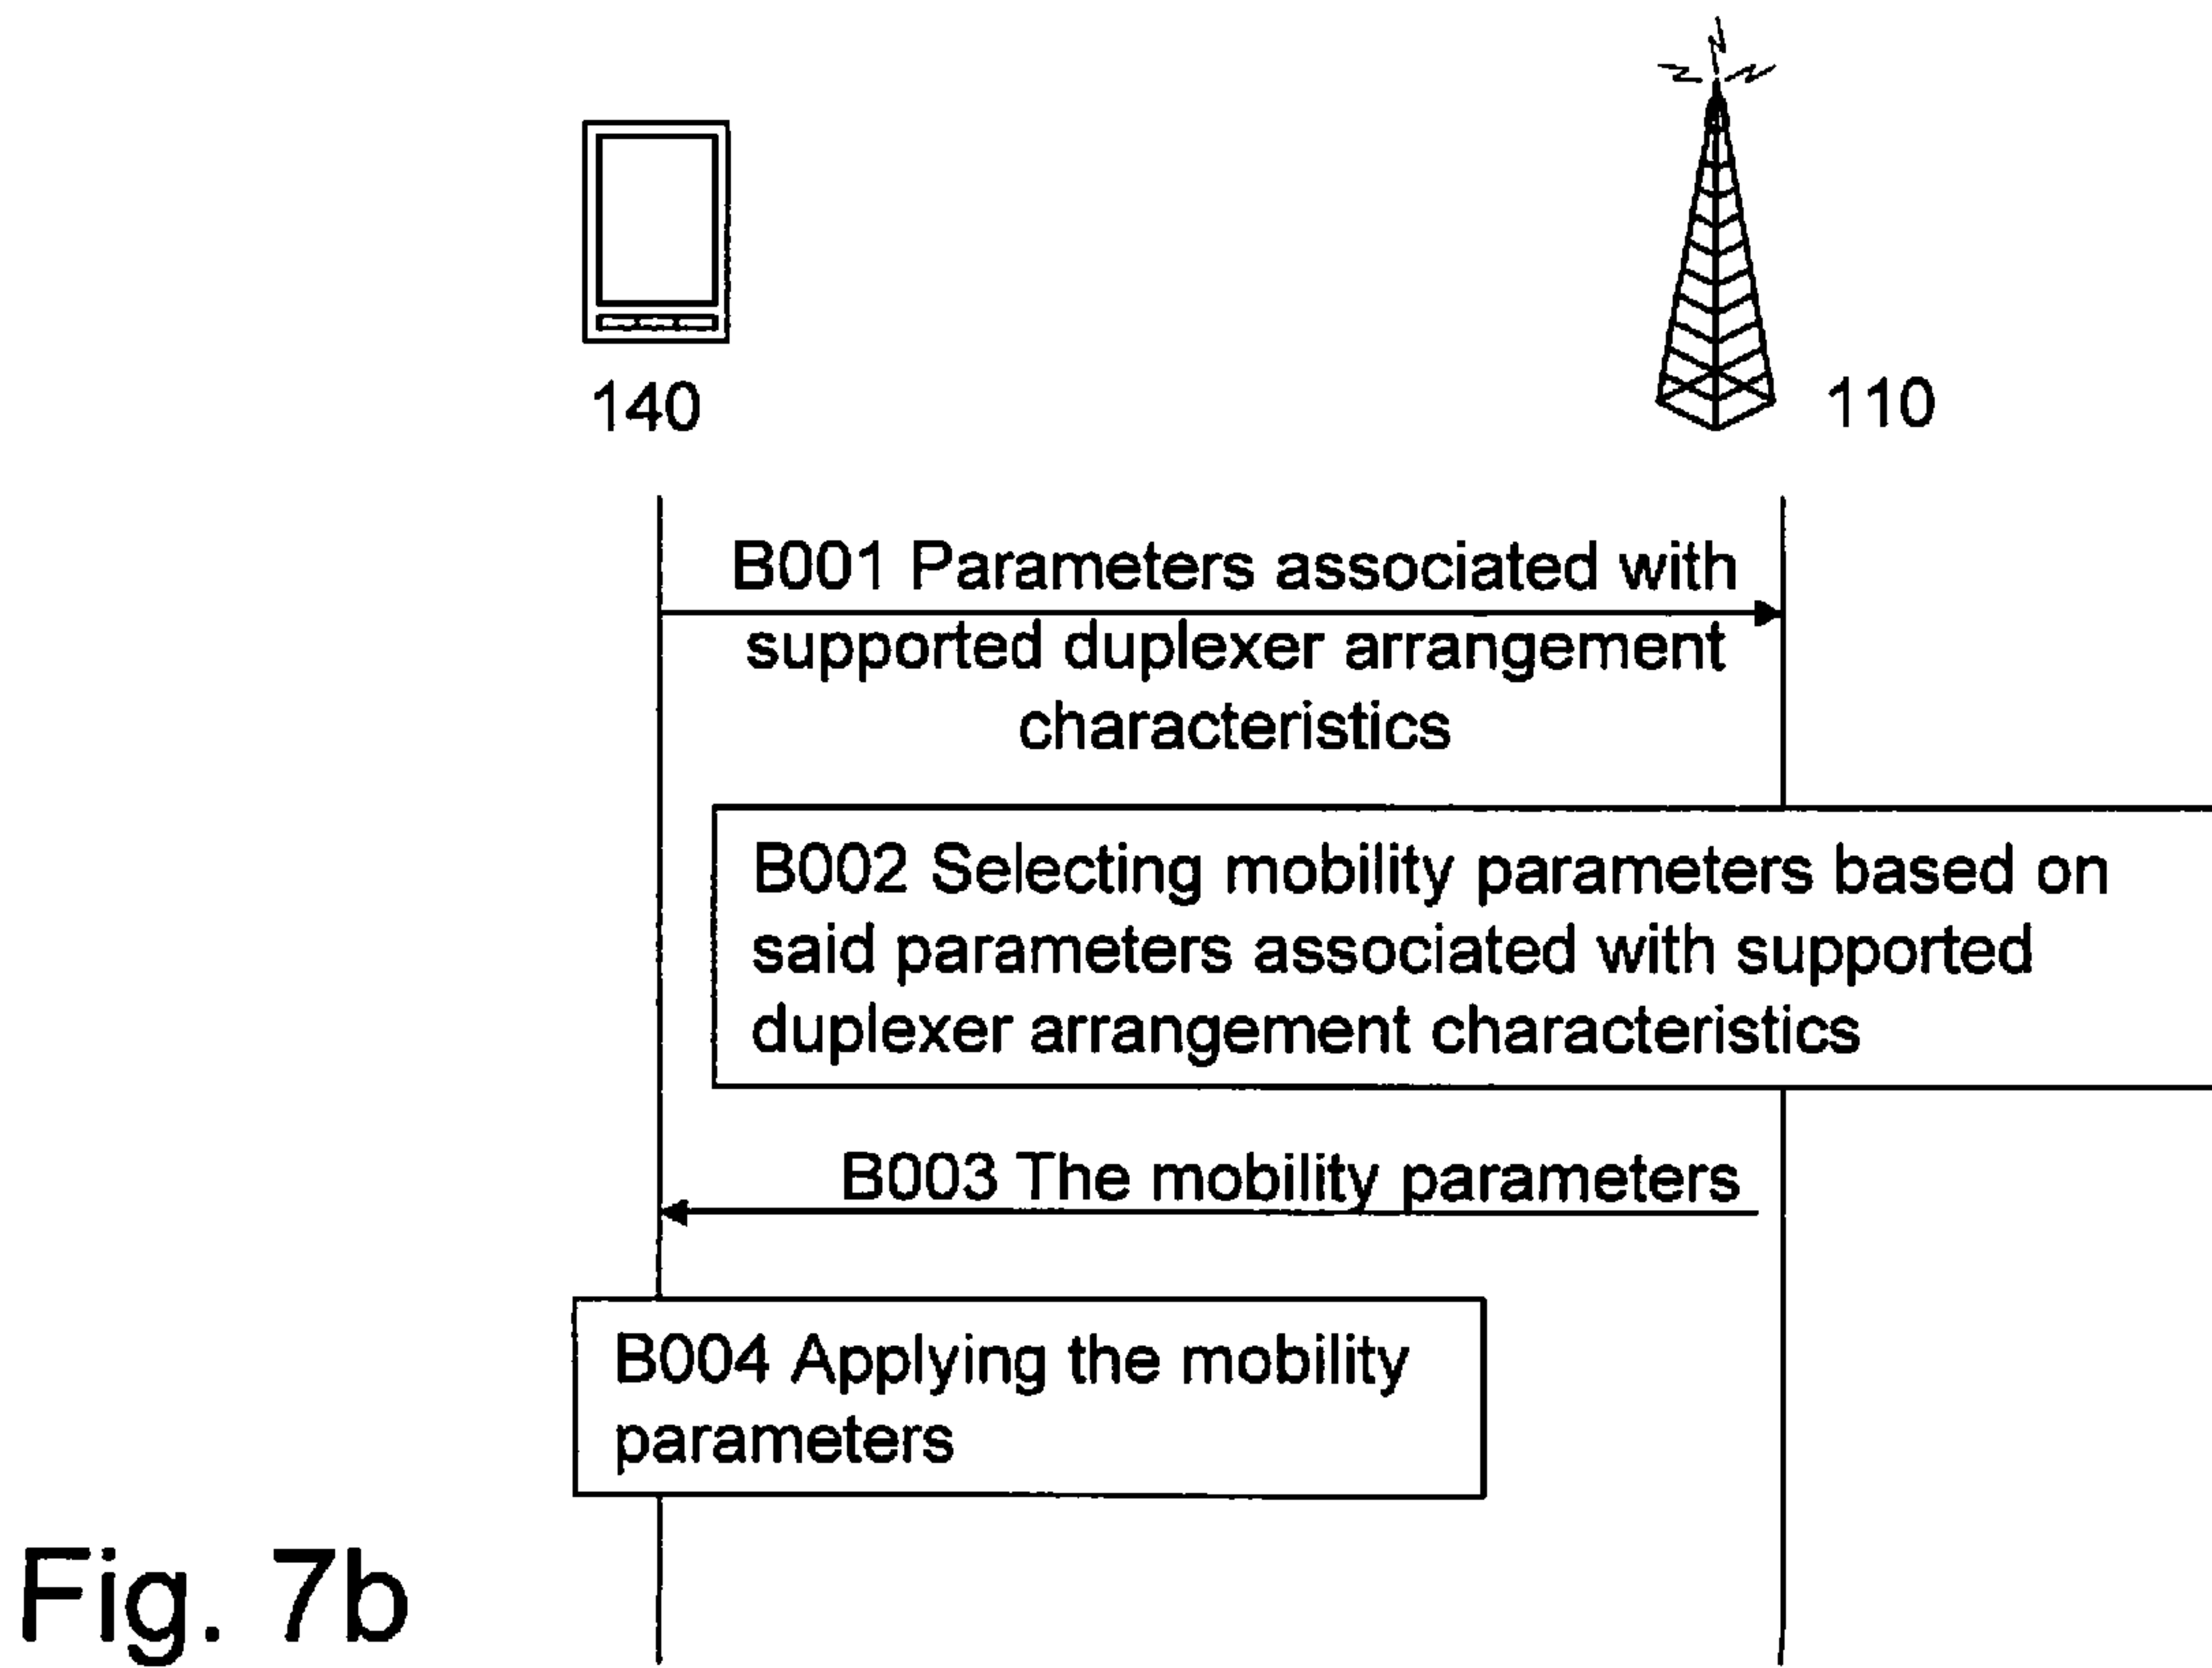 140
110
B001 Parameters associated with
supported duplexer arrangement
characteristics
B002 Selecting mobility parameters based on
said parameters associated with supported
duplexer arrangement characteristics
B003 The mobility parameters
B004 Applying the mobility
parameters
Fig. 7b